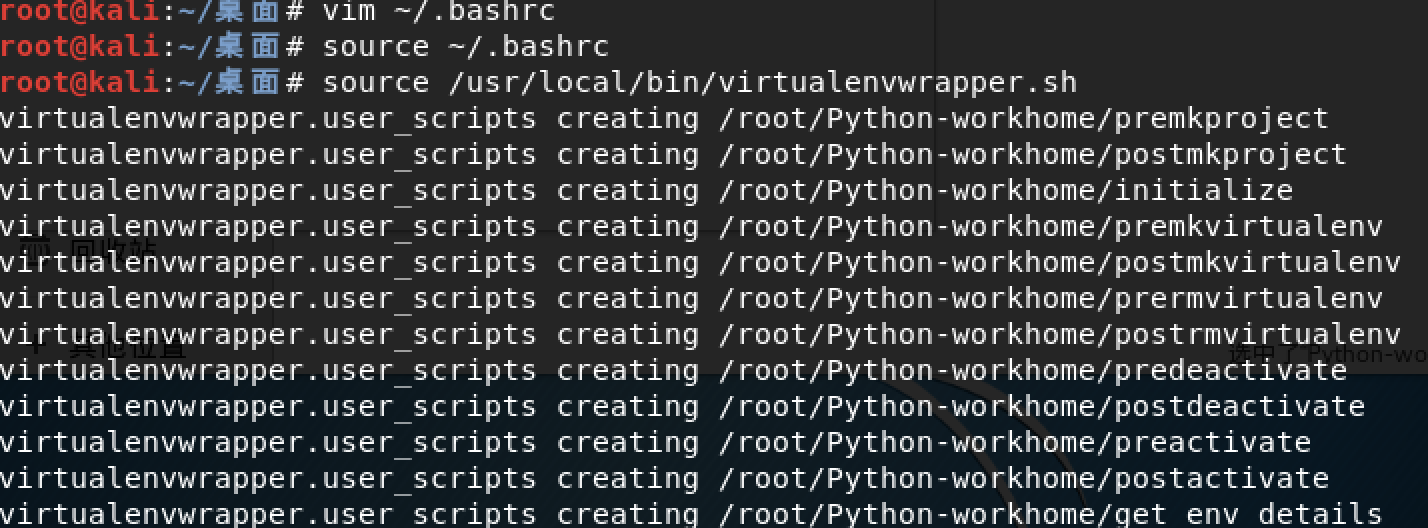 root@kali:~/桌面# vim ~/.bashrc
root@kali:~/桌面# source ~/.bashrc
root@kali:~/桌面# source /usr/local/bin/virtualenvwrapper.sh
virtualenvwrapper.user_scripts creating /root/Python-workhome/premkproject
virtualenvwrapper.user_scripts creating /root/Python-workhome/postmkproject
virtualenvwrapper.user_scripts creating /root/Python-workhome/initialize
virtualenvwrapper.user_scripts creating /root/Python-workhome/premkvirtualenv
回收站
virtualenvwrapper.user_scripts creating /root/Python-workhome/postmkvirtualenv
virtualenvwrapper.user_scripts creating /root/Python-workhome/prermvirtualenv
virtualenvwrapper.user_scripts creating /root/Python-workhome/postrmvirtualenv
+ 其他位置
选中了"Python-wo
virtualenvwrapper.user_scripts creating /root/Python-workhome/predeactivate
virtualenvwrapper.user_scripts creating /root/Python-workhome/postdeactivate
virtualenvwrapper.user_scripts creating /root/Python-workhome/preactivate
virtualenvwrapper.user_scripts creating /root/Python-workhome/postactivate
virtualenvwrapper.user_scripts creating /root/Python-workhome/get_env_details